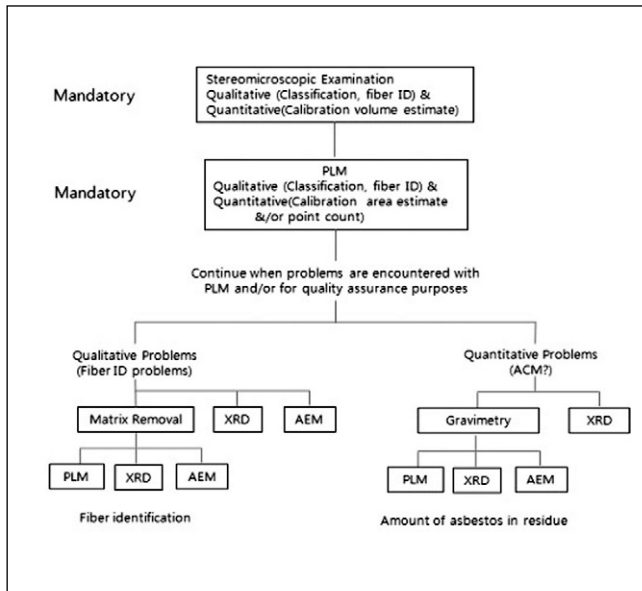 Mandatory
Stereomicroscopic Examination
Qualitative (Classification, fiber ID) &
Quantitative(Calibration volume estimate)
Mandatory
PLM
Qualitative (Classification, fiber ID) &
Quantitative(Calibration area estimate
&/or point count)
Continue when problems are encountered with
PLM and/or for quality assurance purposes
Qualitative Problems
(Fiber ID problems)
Quantitative Problems
(ACM?)
Matrix Removal XRD AEM
Gravimetry XRD
PLM XRD AEM
PLM XRD AEM
Fiber identification
Amount of asbestos in residue